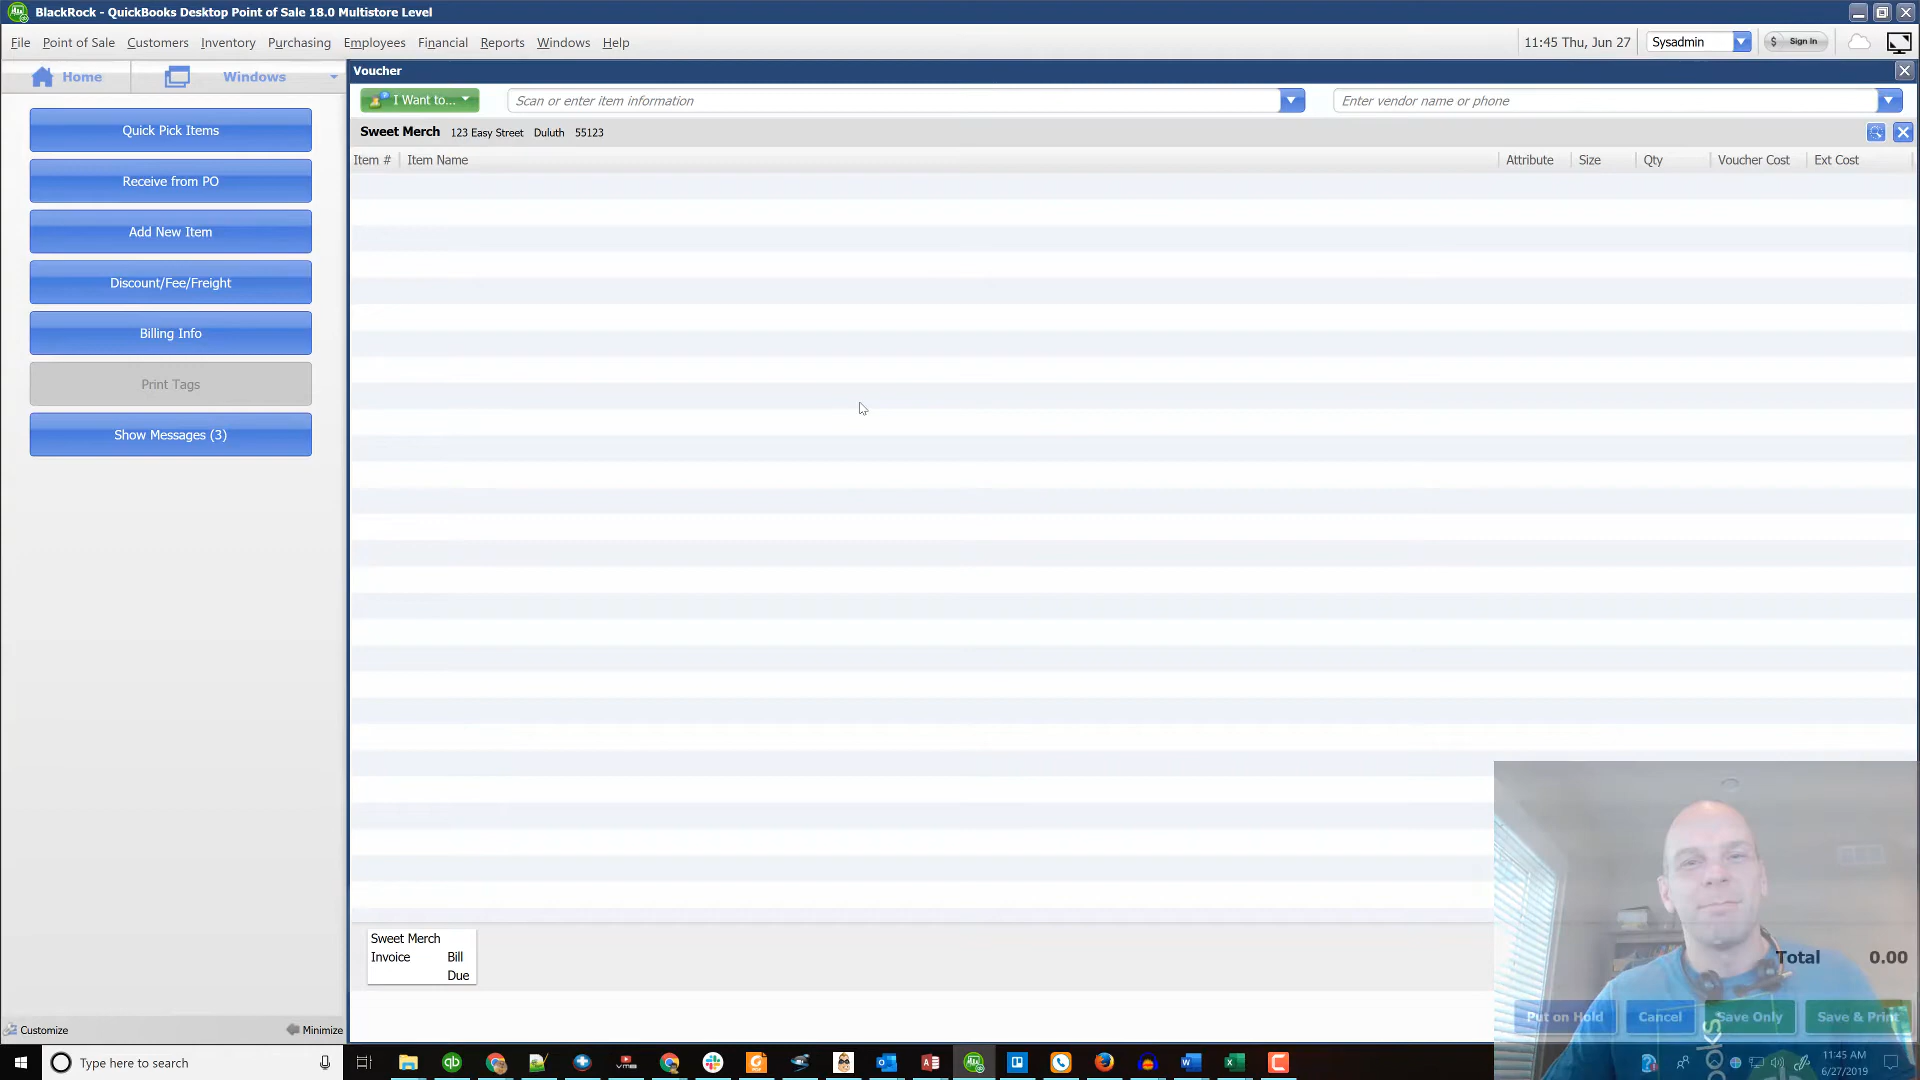 BlackRock - QuickBooks Desktop Point of Sale 18.0 Multistore Level
File Point of Sale Customers Inventory Purchasing Employees Financial Reports Windows Help
11:45 Thu, Jun 27 Sysadmin Sign In
Home Windows
Voucher
I Want to... Scan or enter item information Enter vendor name or phone
Sweet Merch 123 Easy Street Duluth 55123
Item # Item Name Attribute Size Qty Voucher Cost Ext Cost
Quick Pick Items
Receive from PO
Add New Item
Discount/Fee/Freight
Billing Info
Print Tags
Show Messages (3)
Sweet Merch
Invoice Bill
Due
Total 0.00
Put on Hold Cancel Save Only Save & Print
Customize Minimize
Type here to search
11:45 AM
6/27/2019